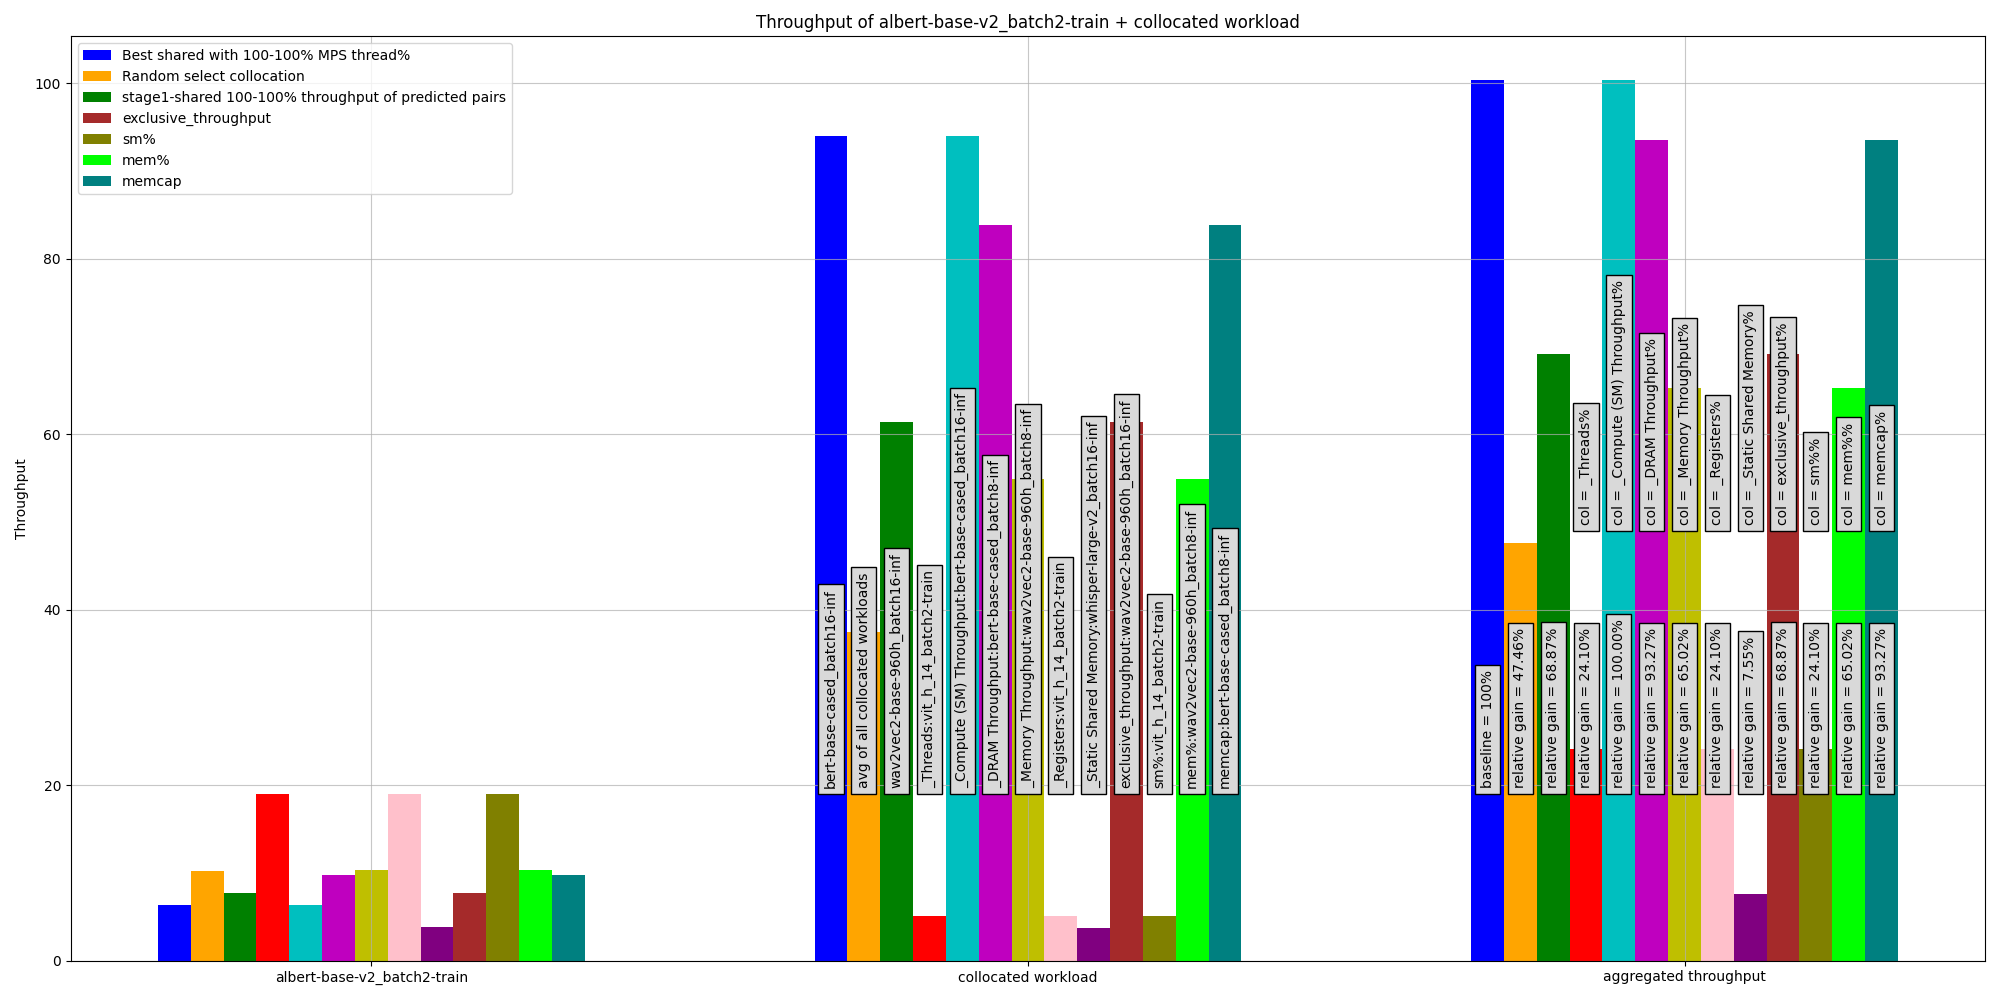 Throughput of albert-base-v2_batch2-train + collocated workload
Best shared with 100-100% MPS thread%
Random select collocation
stage1-shared 100-100% throughput of predicted pairs
exclusive_throughput
sm%
mem%
memcap
Throughput
100
80
60
40
20
0
bert-base-cased_batch16-inf
avg of all collocated workloads
wav2vec2-base-960h_batch16-inf
_Threads:vit_h_14_batch2-train
_Compute (SM) Throughput:bert-base-cased_batch16-inf
_DRAM Throughput:bert-base-cased_batch8-inf
_Memory Throughput:wav2vec2-base-960h_batch8-inf
_Registers:vit_h_14_batch2-train
_Static Shared Memory:whisper-large-v2_batch16-inf
exclusive_throughput:wav2vec2-base-960h_batch16-inf
sm%:vit_h_14_batch2-train
mem%:wav2vec2-base-960h_batch8-inf
memcap:bert-base-cased_batch8-inf
col = _Threads%
col = _Compute (SM) Throughput%
col = _DRAM Throughput%
col = _Memory Throughput%
col = _Registers%
col = _Static Shared Memory%
col = exclusive_throughput%
col = sm%%
col = mem%%
col = memcap%
baseline = 100%
relative gain = 47.46%
relative gain = 68.87%
relative gain = 24.10%
relative gain = 100.00%
relative gain = 93.27%
relative gain = 65.02%
relative gain = 24.10%
relative gain = 7.55%
relative gain = 68.87%
relative gain = 24.10%
relative gain = 65.02%
relative gain = 93.27%
albert-base-v2_batch2-train
collocated workload
aggregated throughput